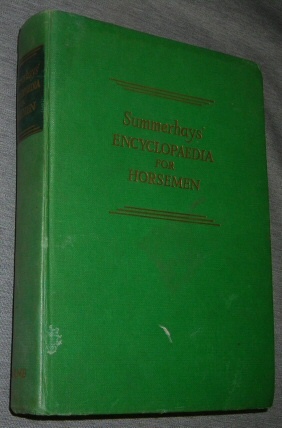 Summerhays'
ENCYCLOPAEDIA
FOR
HORSEMEN